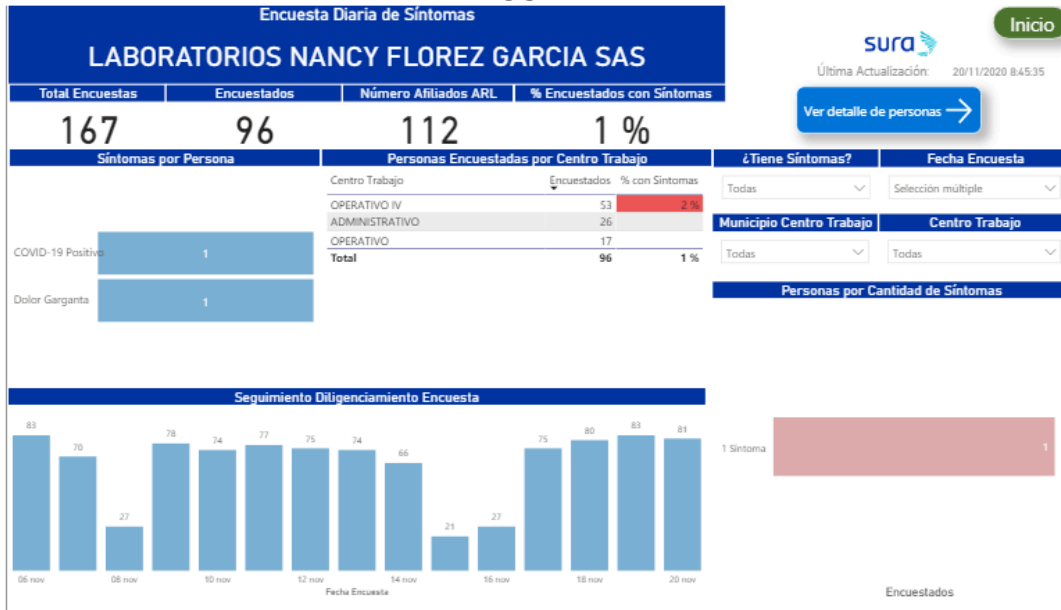 Encuesta Diaria de Síntomas
LABORATORIOS NANCY FLOREZ GARCIA SAS
Inicio
sura
Última Actualización: 20/11/2020 8:45:35
Ver detalle de personas
Total Encuestas Encuestados Número Afiliados ARL % Encuestados con Síntomas
167 96 112 1 %
Síntomas por Persona
COVID-19 Positivo 1
Dolor Garganta 1
Personas Encuestadas por Centro Trabajo
Centro Trabajo Encuestados % con Sintomas
OPERATIVO IV 53 2 %
ADMINISTRATIVO 26
OPERATIVO 17
Total 96 1 %
¿Tiene Síntomas? Fecha Encuesta
Todas Selección múltiple
Municipio Centro Trabajo Centro Trabajo
Todas Todas
Personas por Cantidad de Síntomas
1 Síntoma 1
Encuestados
Seguimiento Diligenciamiento Encuesta
83 70 27 78 74 77 75 74 66 21 27 75 80 83 81
06 nov 08 nov 10 nov 12 nov 14 nov 16 nov 18 nov 20 nov
Fecha Encuesta